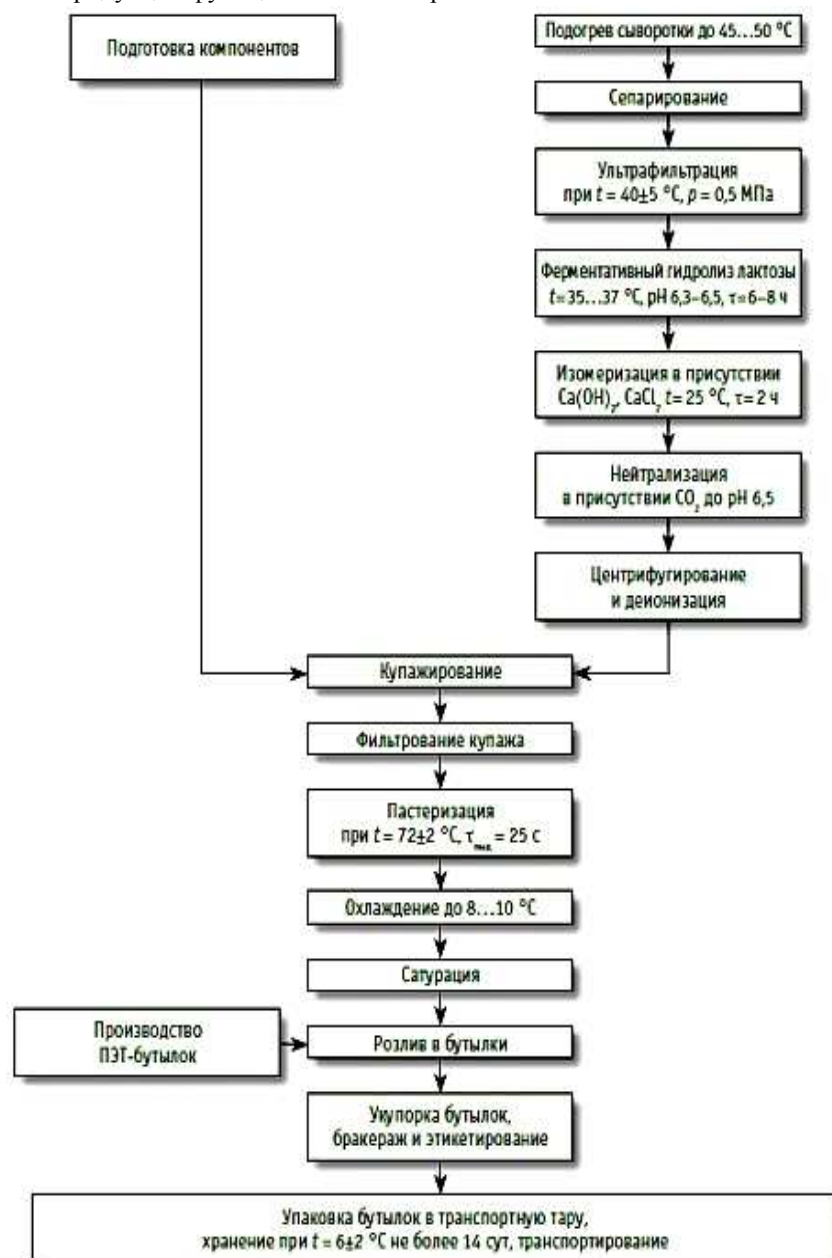 Подготовка компонентов
Подогрев сыворотки до 45...50 °С
Сепарирование
Ультрафильтрация
при t = 40±5 °С, p = 0,5 МПа
Ферментативный гидролиз лактозы
t= 35...37 °С, рН 6,3–6,5, τ=6–8 ч
Изомеризация в присутствии
Ca(OH)₂, CaCl₂ t= 25 °С, τ= 2 ч
Нейтрализация
в присутствии CO₂ до рН 6,5
Центрифугирование
и деионизация
Купажирование
Фильтрование купажа
Пастеризация
при t = 72±2 °С, τ = 25 с
Охлаждение до 8...10 °С
Сатурация
Производство
ПЭТ-бутылок
Розлив в бутылки
Укупорка бутылок,
бракераж и этикетирование
Упаковка бутылок в транспортную тару,
хранение при t = 6±2 °С не более 14 сут, транспортирование